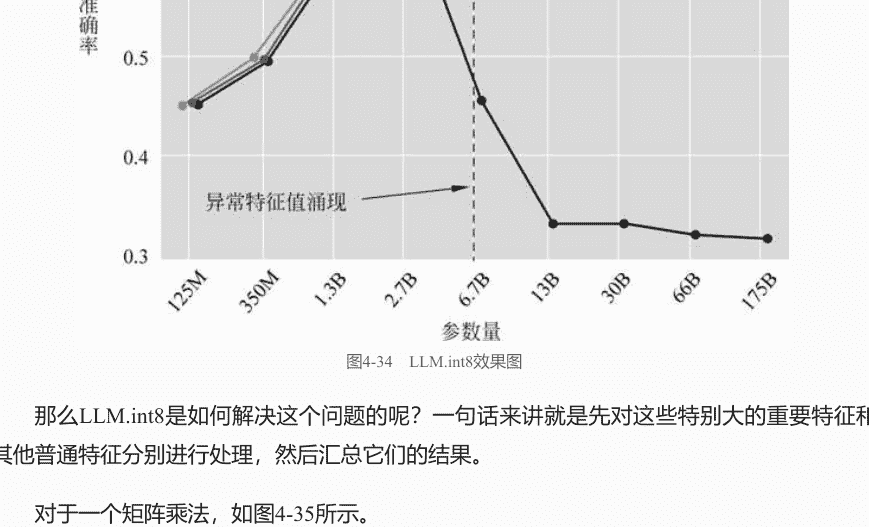 准确率
0.5
0.4
异常特征值涌现
0.3
125M
350M
1.3B
2.7B
6.7B
13B
30B
66B
175B
参数量
图4-34 LLM.int8效果图
那么LLM.int8是如何解决这个问题的呢？一句话来讲就是先对这些特别大的重要特征和
其他普通特征分别进行处理，然后汇总它们的结果。
对于一个矩阵乘法，如图4-35所示。